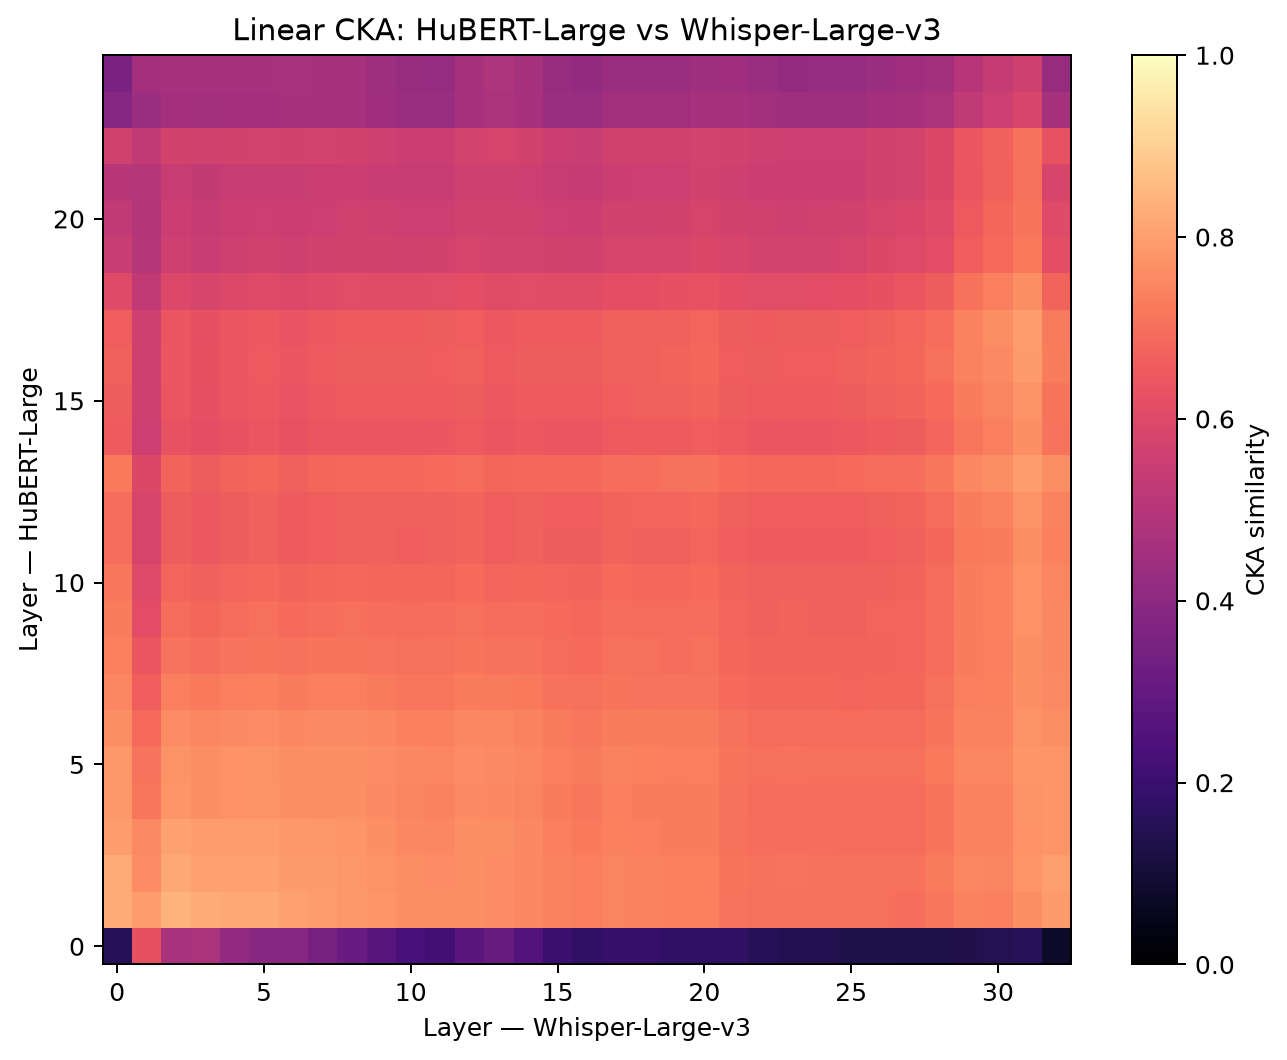 Linear CKA: HuBERT-Large vs Whisper-Large-v3
Layer — HuBERT-Large
20
15
10
5
0
0 5 10 15 20 25 30
Layer — Whisper-Large-v3
1.0
0.8
0.6
0.4
0.2
0.0
CKA similarity